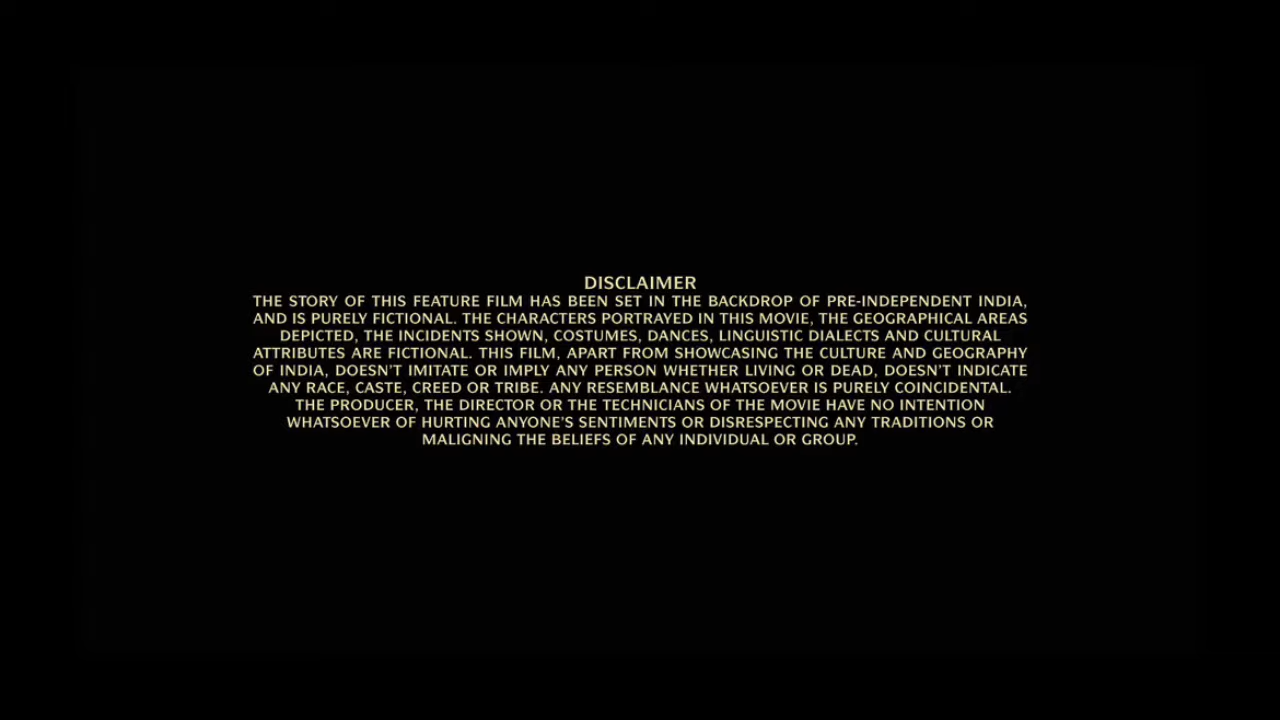 DISCLAIMER
THE STORY OF THIS FEATURE FILM HAS BEEN SET IN THE BACKDROP OF PRE-INDEPENDENT INDIA,
AND IS PURELY FICTIONAL. THE CHARACTERS PORTRAYED IN THIS MOVIE, THE GEOGRAPHICAL AREAS
DEPICTED, THE INCIDENTS SHOWN, COSTUMES, DANCES, LINGUISTIC DIALECTS AND CULTURAL
ATTRIBUTES ARE FICTIONAL. THIS FILM, APART FROM SHOWCASING THE CULTURE AND GEOGRAPHY
OF INDIA, DOESN'T IMITATE OR IMPLY ANY PERSON WHETHER LIVING OR DEAD, DOESN'T INDICATE
ANY RACE, CASTE, CREED OR TRIBE. ANY RESEMBLANCE WHATSOEVER IS PURELY COINCIDENTAL.
THE PRODUCER, THE DIRECTOR OR THE TECHNICIANS OF THE MOVIE HAVE NO INTENTION
WHATSOEVER OF HURTING ANYONE'S SENTIMENTS OR DISRESPECTING ANY TRADITIONS OR
MALIGNING THE BELIEFS OF ANY INDIVIDUAL OR GROUP.